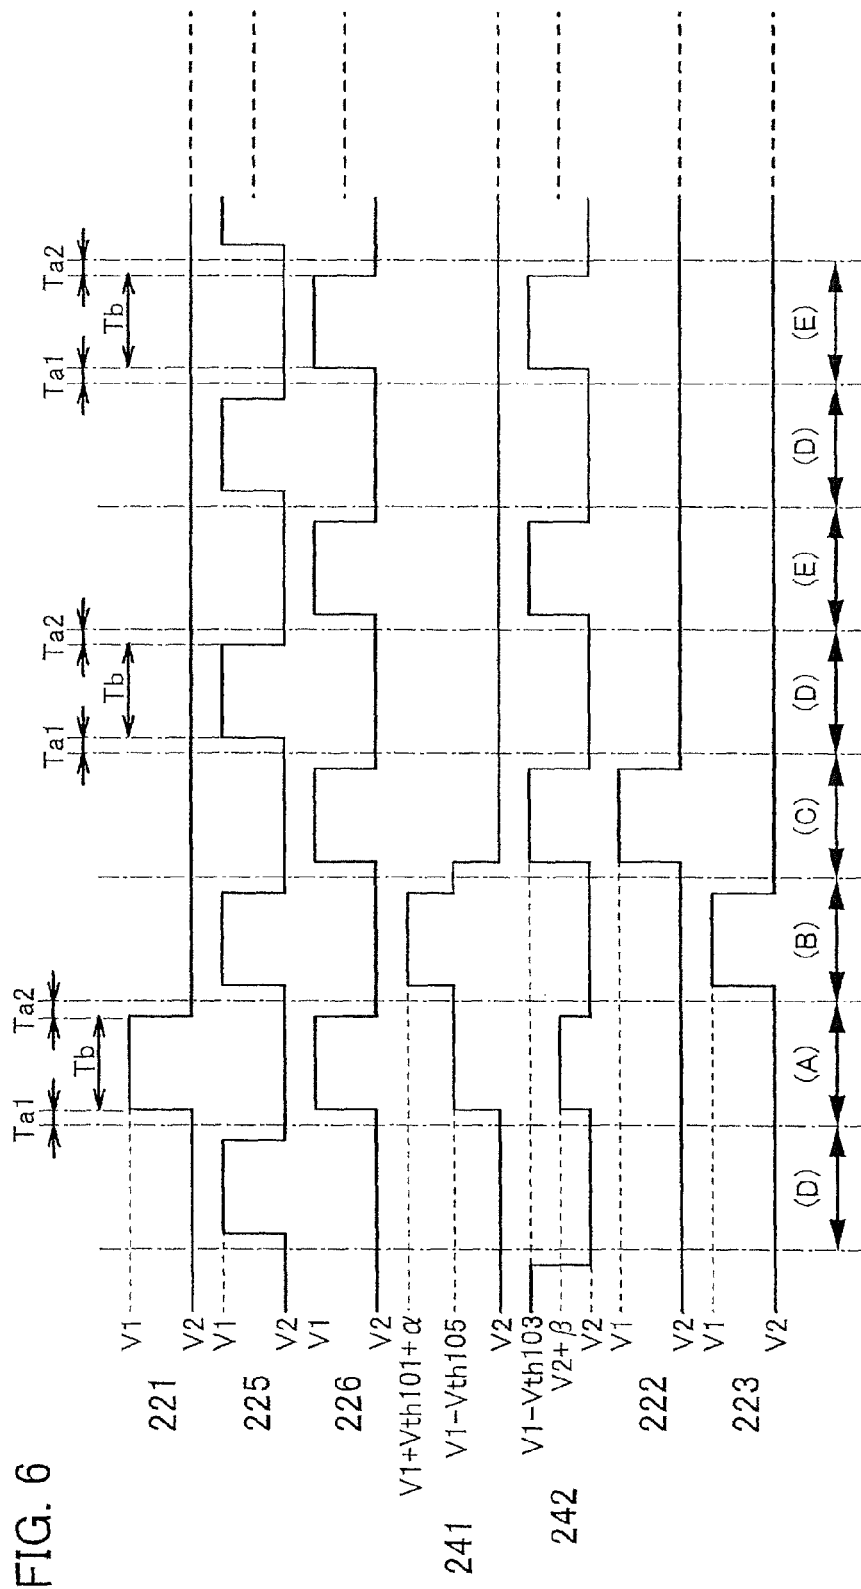 FIG. 6
Ta1
Tb
Ta2
Ta1
Tb
Ta2
Ta1
Tb
Ta2
V1
221
V2
V1
225
V2
V1
226
V2
V1+Vth101+α
241
V1-Vth105
V2
V1-Vth103
242
V2+β
V2
V1
222
V2
V1
223
V2
(D)
(A)
(B)
(C)
(D)
(E)
(D)
(E)